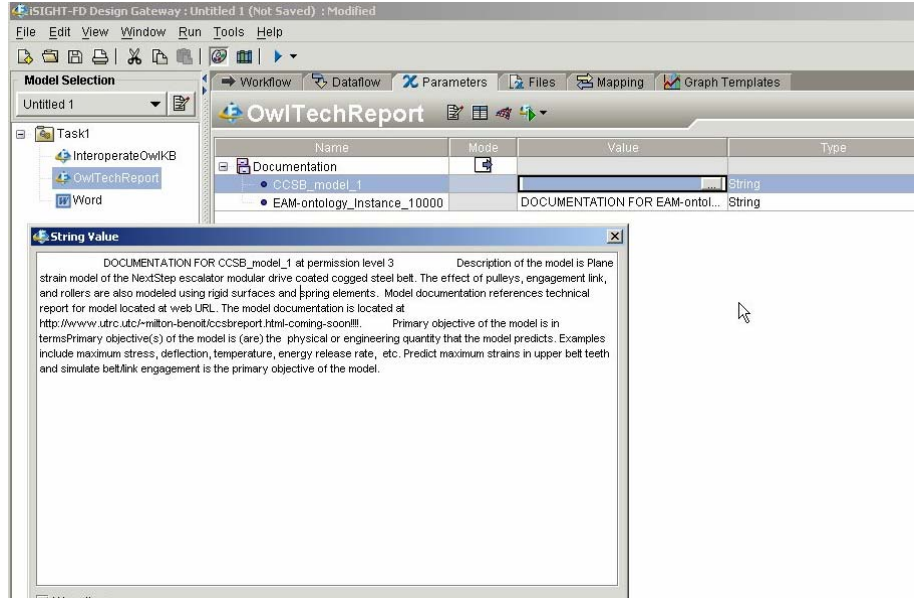 iSIGHT-FD Design Gateway : Untitled 1 (Not Saved) : Modified
File Edit View Window Run Tools Help
Model Selection
Workflow Dataflow Parameters Files Mapping Graph Templates
Untitled 1
OwlTechReport
Task1
InteroperateOwlKB
OwlTechReport
Word
Name Mode Value Type
Documentation
CCSB_model_1 ... String
EAM-ontology_Instance_10000 DOCUMENTATION FOR EAM-ontol... String
String Value
DOCUMENTATION FOR CCSB_model_1 at permission level 3 Description of the model is Plane
strain model of the NextStep escalator modular drive coated cogged steel belt. The effect of pulleys, engagement link,
and rollers are also modeled using rigid surfaces and spring elements. Model documentation references technical
report for model located at web URL. The model documentation is located at
http://www.utrc.utc/~milton-benoit/ccsbreport.html-coming-soon!!!!. Primary objective of the model is in
termsPrimary objective(s) of the model is (are) the physical or engineering quantity that the model predicts. Examples
include maximum stress, deflection, temperature, energy release rate, etc. Predict maximum strains in upper belt teeth
and simulate belt/link engagement is the primary objective of the model.